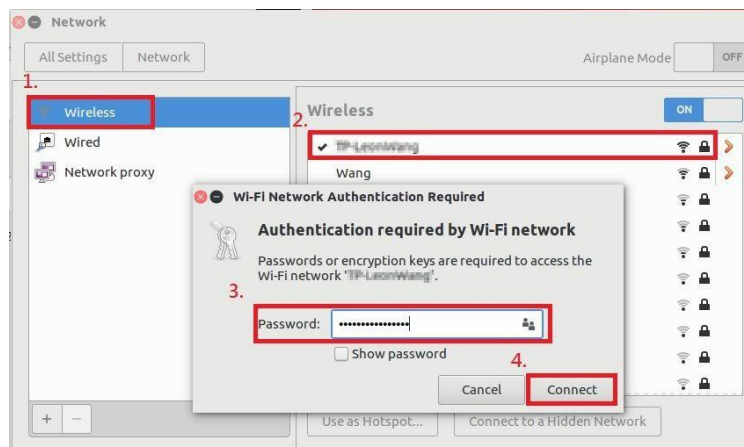 Network
All Settings
Network
Airplane Mode
OFF
1.
Wireless
Wired
Network proxy
Wireless
ON
2.
Wang
Wi-Fi Network Authentication Required
Authentication required by Wi-Fi network
Passwords or encryption keys are required to access the
Wi-Fi network '
3.
Password: •••••••••••••••
Show password
4.
Cancel
Connect
+ −
Use as Hotspot...
Connect to a Hidden Network